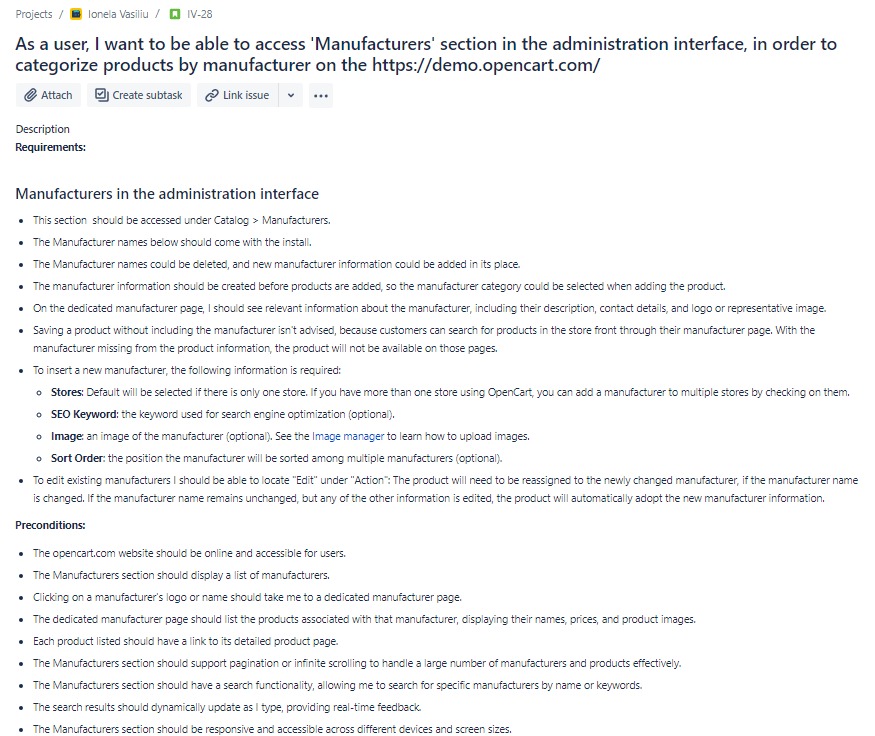 Projects / Ionela Vasiliu / IV-28
As a user, I want to be able to access 'Manufacturers' section in the administration interface, in order to
categorize products by manufacturer on the https://demo.opencart.com/
Attach Create subtask Link issue
Description
Requirements:
Manufacturers in the administration interface
• This section should be accessed under Catalog > Manufacturers.
• The Manufacturer names below should come with the install.
• The Manufacturer names could be deleted, and new manufacturer information could be added in its place.
• The manufacturer information should be created before products are added, so the manufacturer category could be selected when adding the product.
• On the dedicated manufacturer page, I should see relevant information about the manufacturer, including their description, contact details, and logo or representative image.
• Saving a product without including the manufacturer isn't advised, because customers can search for products in the store front through their manufacturer page. With the
manufacturer missing from the product information, the product will not be available on those pages.
• To insert a new manufacturer, the following information is required:
◦ Stores: Default will be selected if there is only one store. If you have more than one store using OpenCart, you can add a manufacturer to multiple stores by checking on them.
◦ SEO Keyword: the keyword used for search engine optimization (optional).
◦ Image: an image of the manufacturer (optional). See the Image manager to learn how to upload images.
◦ Sort Order: the position the manufacturer will be sorted among multiple manufacturers (optional).
• To edit existing manufacturers I should be able to locate "Edit" under "Action": The product will need to be reassigned to the newly changed manufacturer, if the manufacturer name
is changed. If the manufacturer name remains unchanged, but any of the other information is edited, the product will automatically adopt the new manufacturer information.
Preconditions:
• The opencart.com website should be online and accessible for users.
• The Manufacturers section should display a list of manufacturers.
• Clicking on a manufacturer's logo or name should take me to a dedicated manufacturer page.
• The dedicated manufacturer page should list the products associated with that manufacturer, displaying their names, prices, and product images.
• Each product listed should have a link to its detailed product page.
• The Manufacturers section should support pagination or infinite scrolling to handle a large number of manufacturers and products effectively.
• The Manufacturers section should have a search functionality, allowing me to search for specific manufacturers by name or keywords.
• The search results should dynamically update as I type, providing real-time feedback.
• The Manufacturers section should be responsive and accessible across different devices and screen sizes.